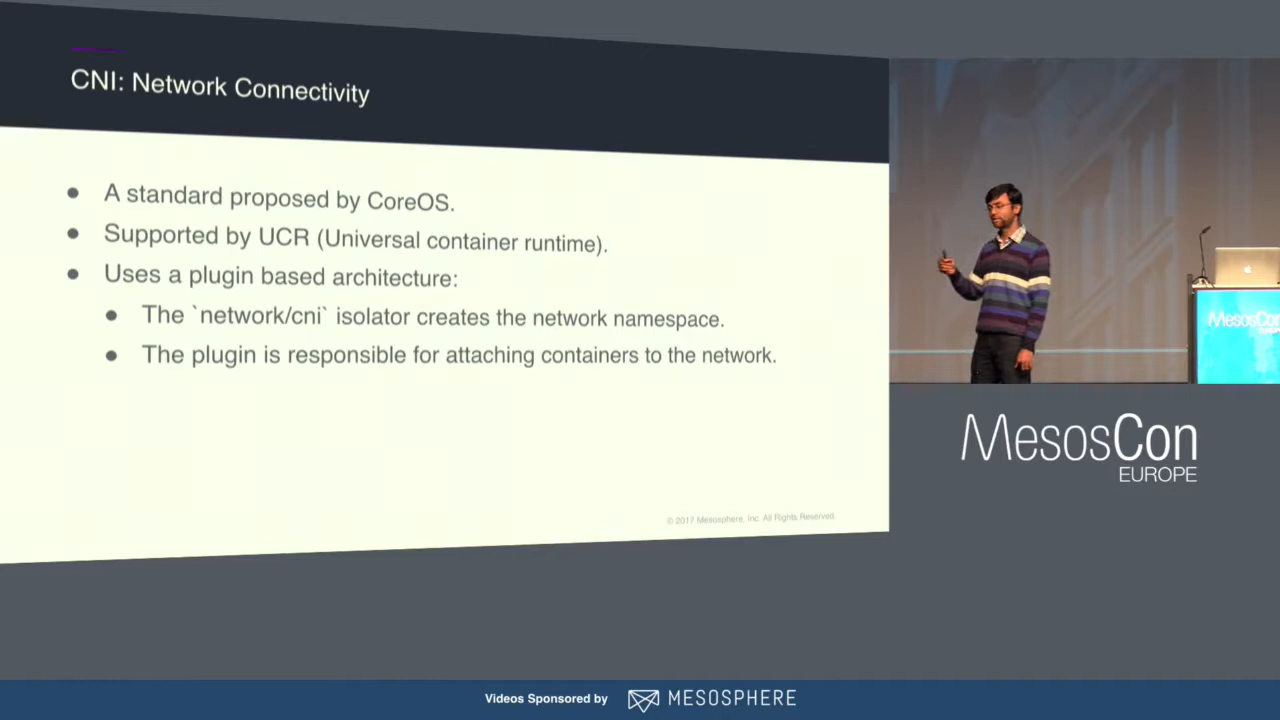 CNI: Network Connectivity
A standard proposed by CoreOS.
Supported by UCR (Universal container runtime).
Uses a plugin based architecture:
The `network/cni` isolator creates the network namespace.
The plugin is responsible for attaching containers to the network.
© 2017 Mesosphere, Inc. All Rights Reserved.
MesosCon
MesosCon
EUROPE
Videos Sponsored by MESOSPHERE